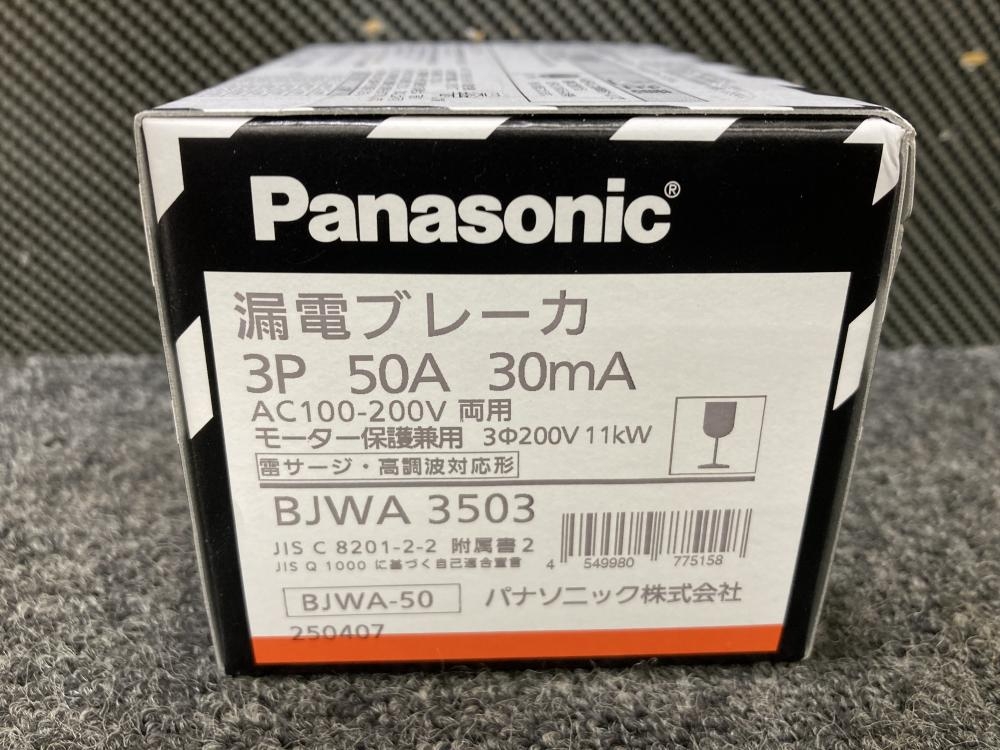 Panasonic®
漏電ブレーカ
3P 50A 30mA
AC100-200V 両用
モーター保護兼用 3Φ200V 11kW
雷サージ・高調波対応形
BJWA 3503
JIS C 8201-2-2 附属書2
JIS Q 1000 に基づく自己適合宣言
4 549980 775158
BJWA-50 パナソニック株式会社
250407